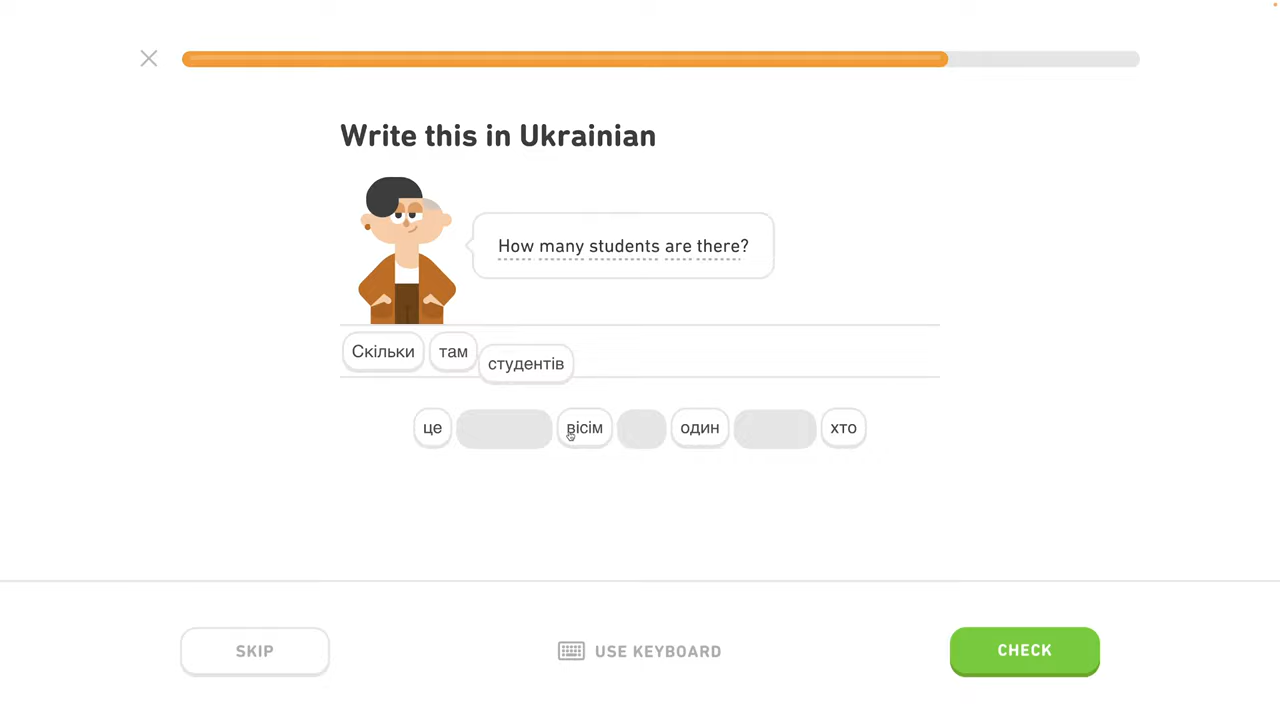 Write this in Ukrainian
How many students are there?
Скільки там студентів
це вісім один хто
SKIP
USE KEYBOARD
CHECK